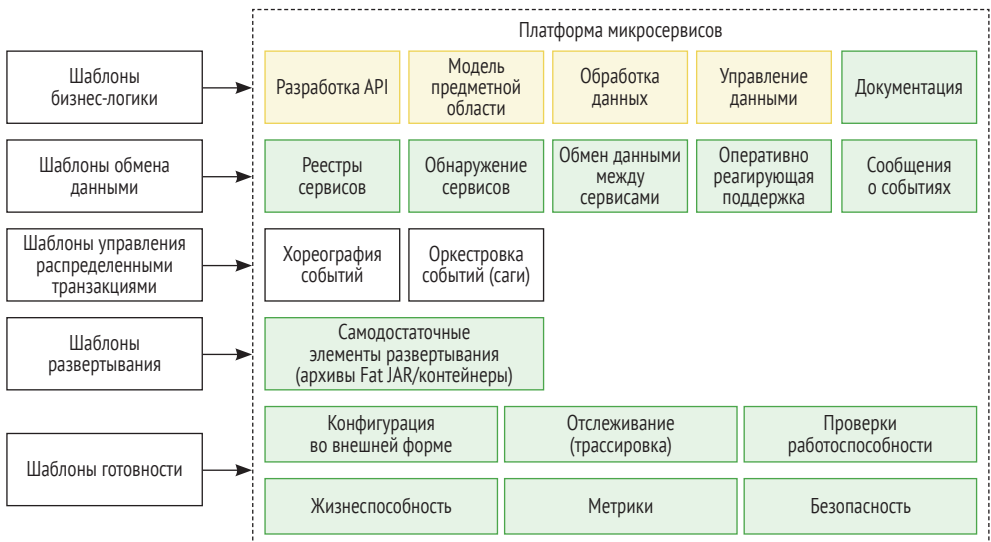 Платформа микросервисов
Шаблоны
бизнес-логики
Разработка API
Модель
предметной
области
Обработка
данных
Управление
данными
Документация
Шаблоны обмена
данными
Реестры
сервисов
Обнаружение
сервисов
Обмен данными
между
сервисами
Оперативно
реагирующая
поддержка
Сообщения
о событиях
Шаблоны управления
распределенными
транзакциями
Хореография
событий
Оркестровка
событий (саги)
Шаблоны
развертывания
Самодостаточные
элементы развертывания
(архивы Fat JAR/контейнеры)
Шаблоны готовности
Конфигурация
во внешней форме
Отслеживание
(трассировка)
Проверки
работоспособности
Жизнеспособность
Метрики
Безопасность